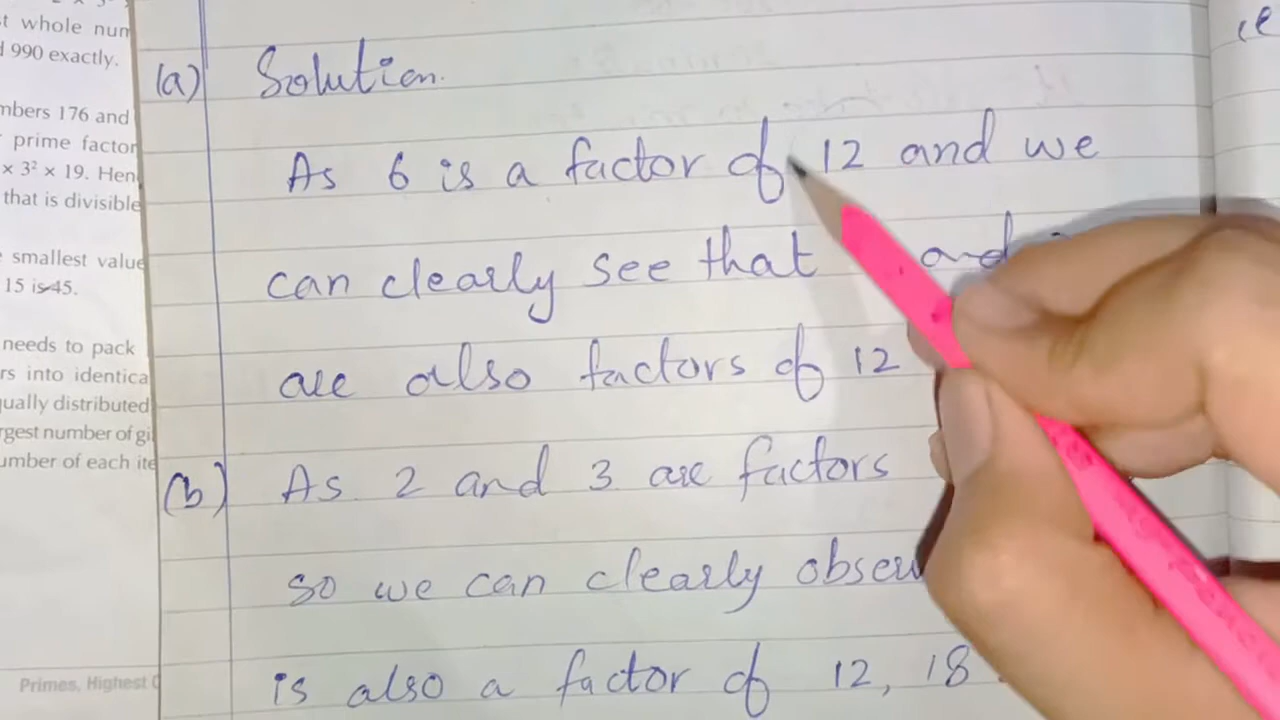 t whole num
990 exactly.
mbers 176 and
prime factor
× 3² × 19. Hen
that is divisible
smallest value
15 is 45.
needs to pack
rs into identica
qually distributed
rgest number of gi
umber of each ite
Primes, Highest C
(a) Solution.
As 6 is a factor of 12 and we
can clearly see that and
are also factors of 12
(b) As 2 and 3 are factors
so we can clearly observ
is also a factor of 12, 18